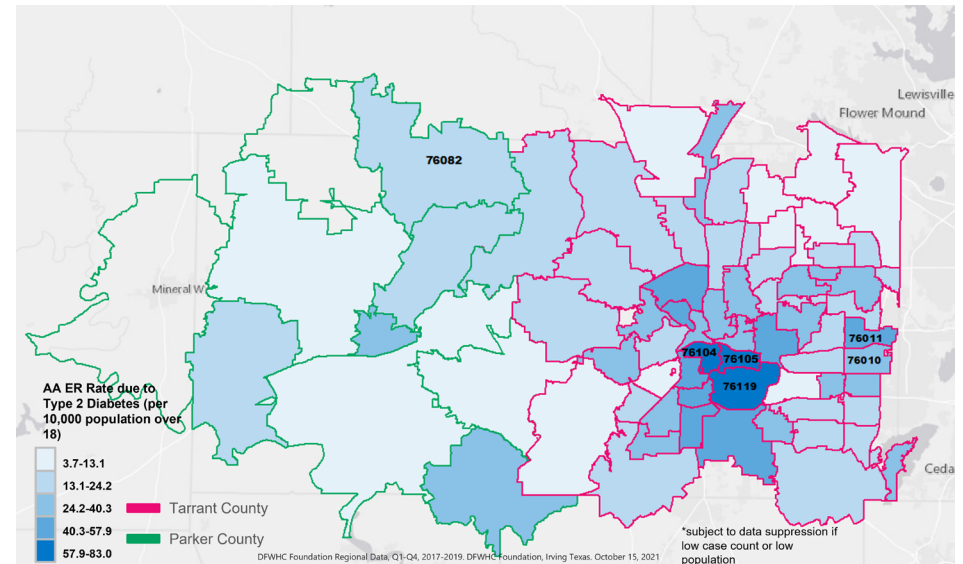 Lewisville
Flower Mound
76082
Mineral W
76011
76104
76105
76010
76119
AA ER Rate due to
Type 2 Diabetes (per
10,000 population over
18)
3.7-13.1
13.1-24.2
24.2-40.3
40.3-57.9
57.9-83.0
Tarrant County
Parker County
Ceda
*subject to data suppression if
low case count or low
population
DFWHC Foundation Regional Data, Q1-Q4, 2017-2019. DFWHC Foundation, Irving Texas. October 15, 2021